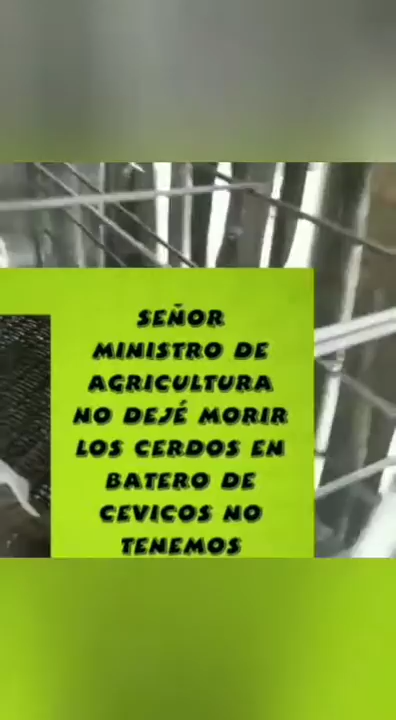 SEÑOR
MINISTRO DE
AGRICULTURA
NO DEJÉ MORIR
LOS CERDOS EN
BATERO DE
CEVICOS NO
TENEMOS